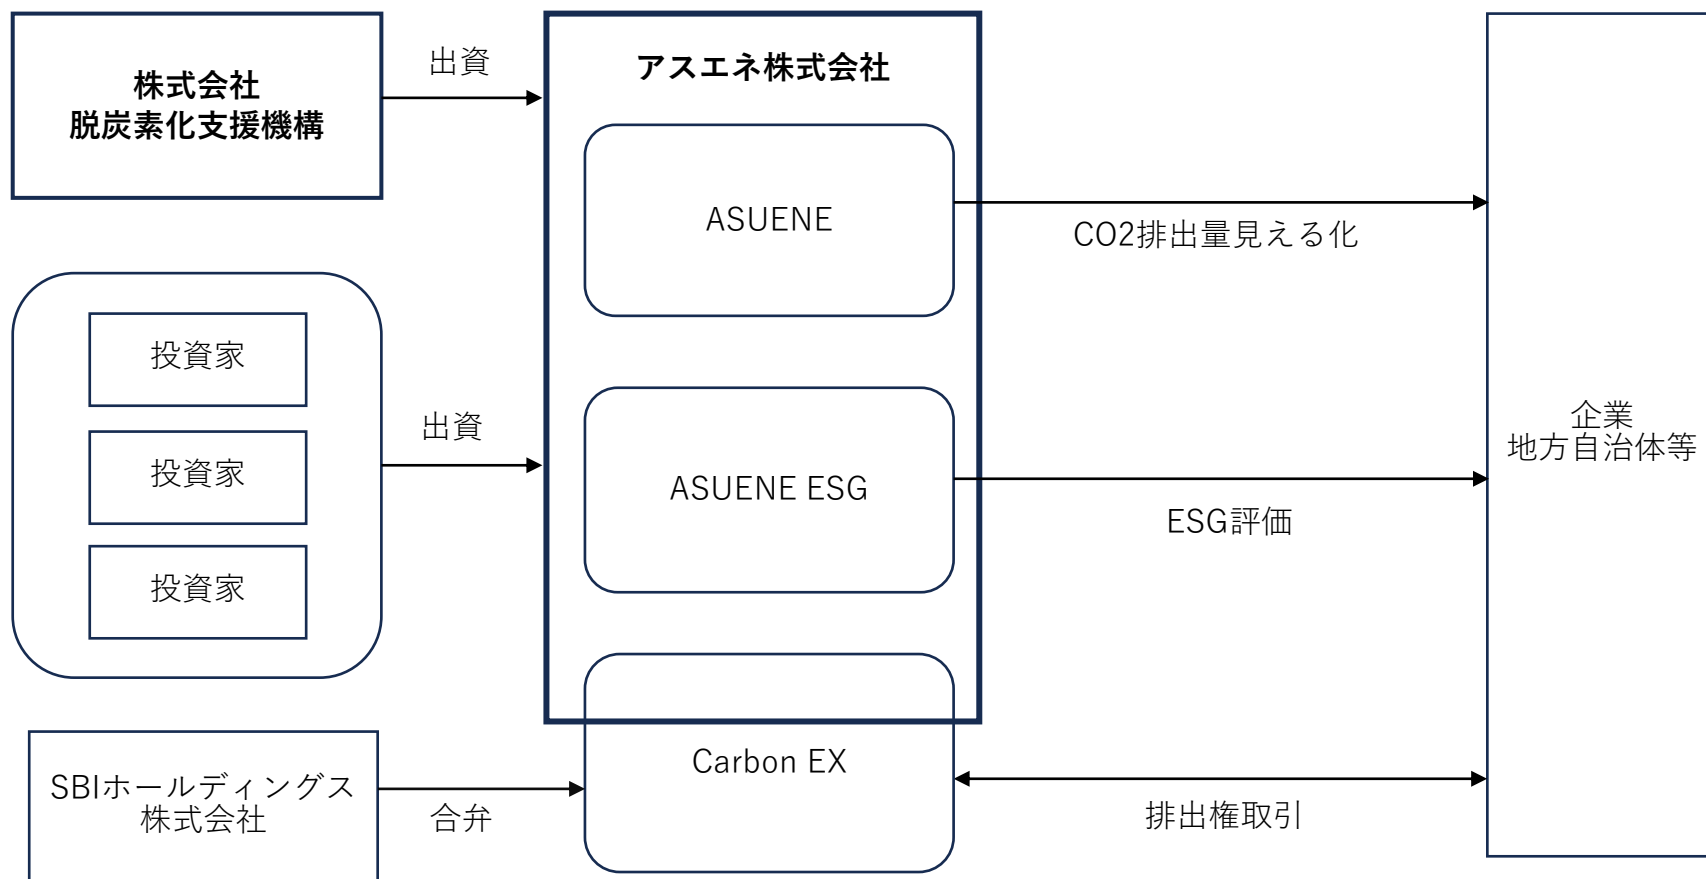 株式会社
脱炭素化支援機構
出資
アスエネ株式会社
ASUENE
CO2排出量見える化
投資家
投資家
投資家
出資
ASUENE ESG
ESG評価
企業
地方自治体等
SBIホールディングス
株式会社
合弁
Carbon EX
排出権取引